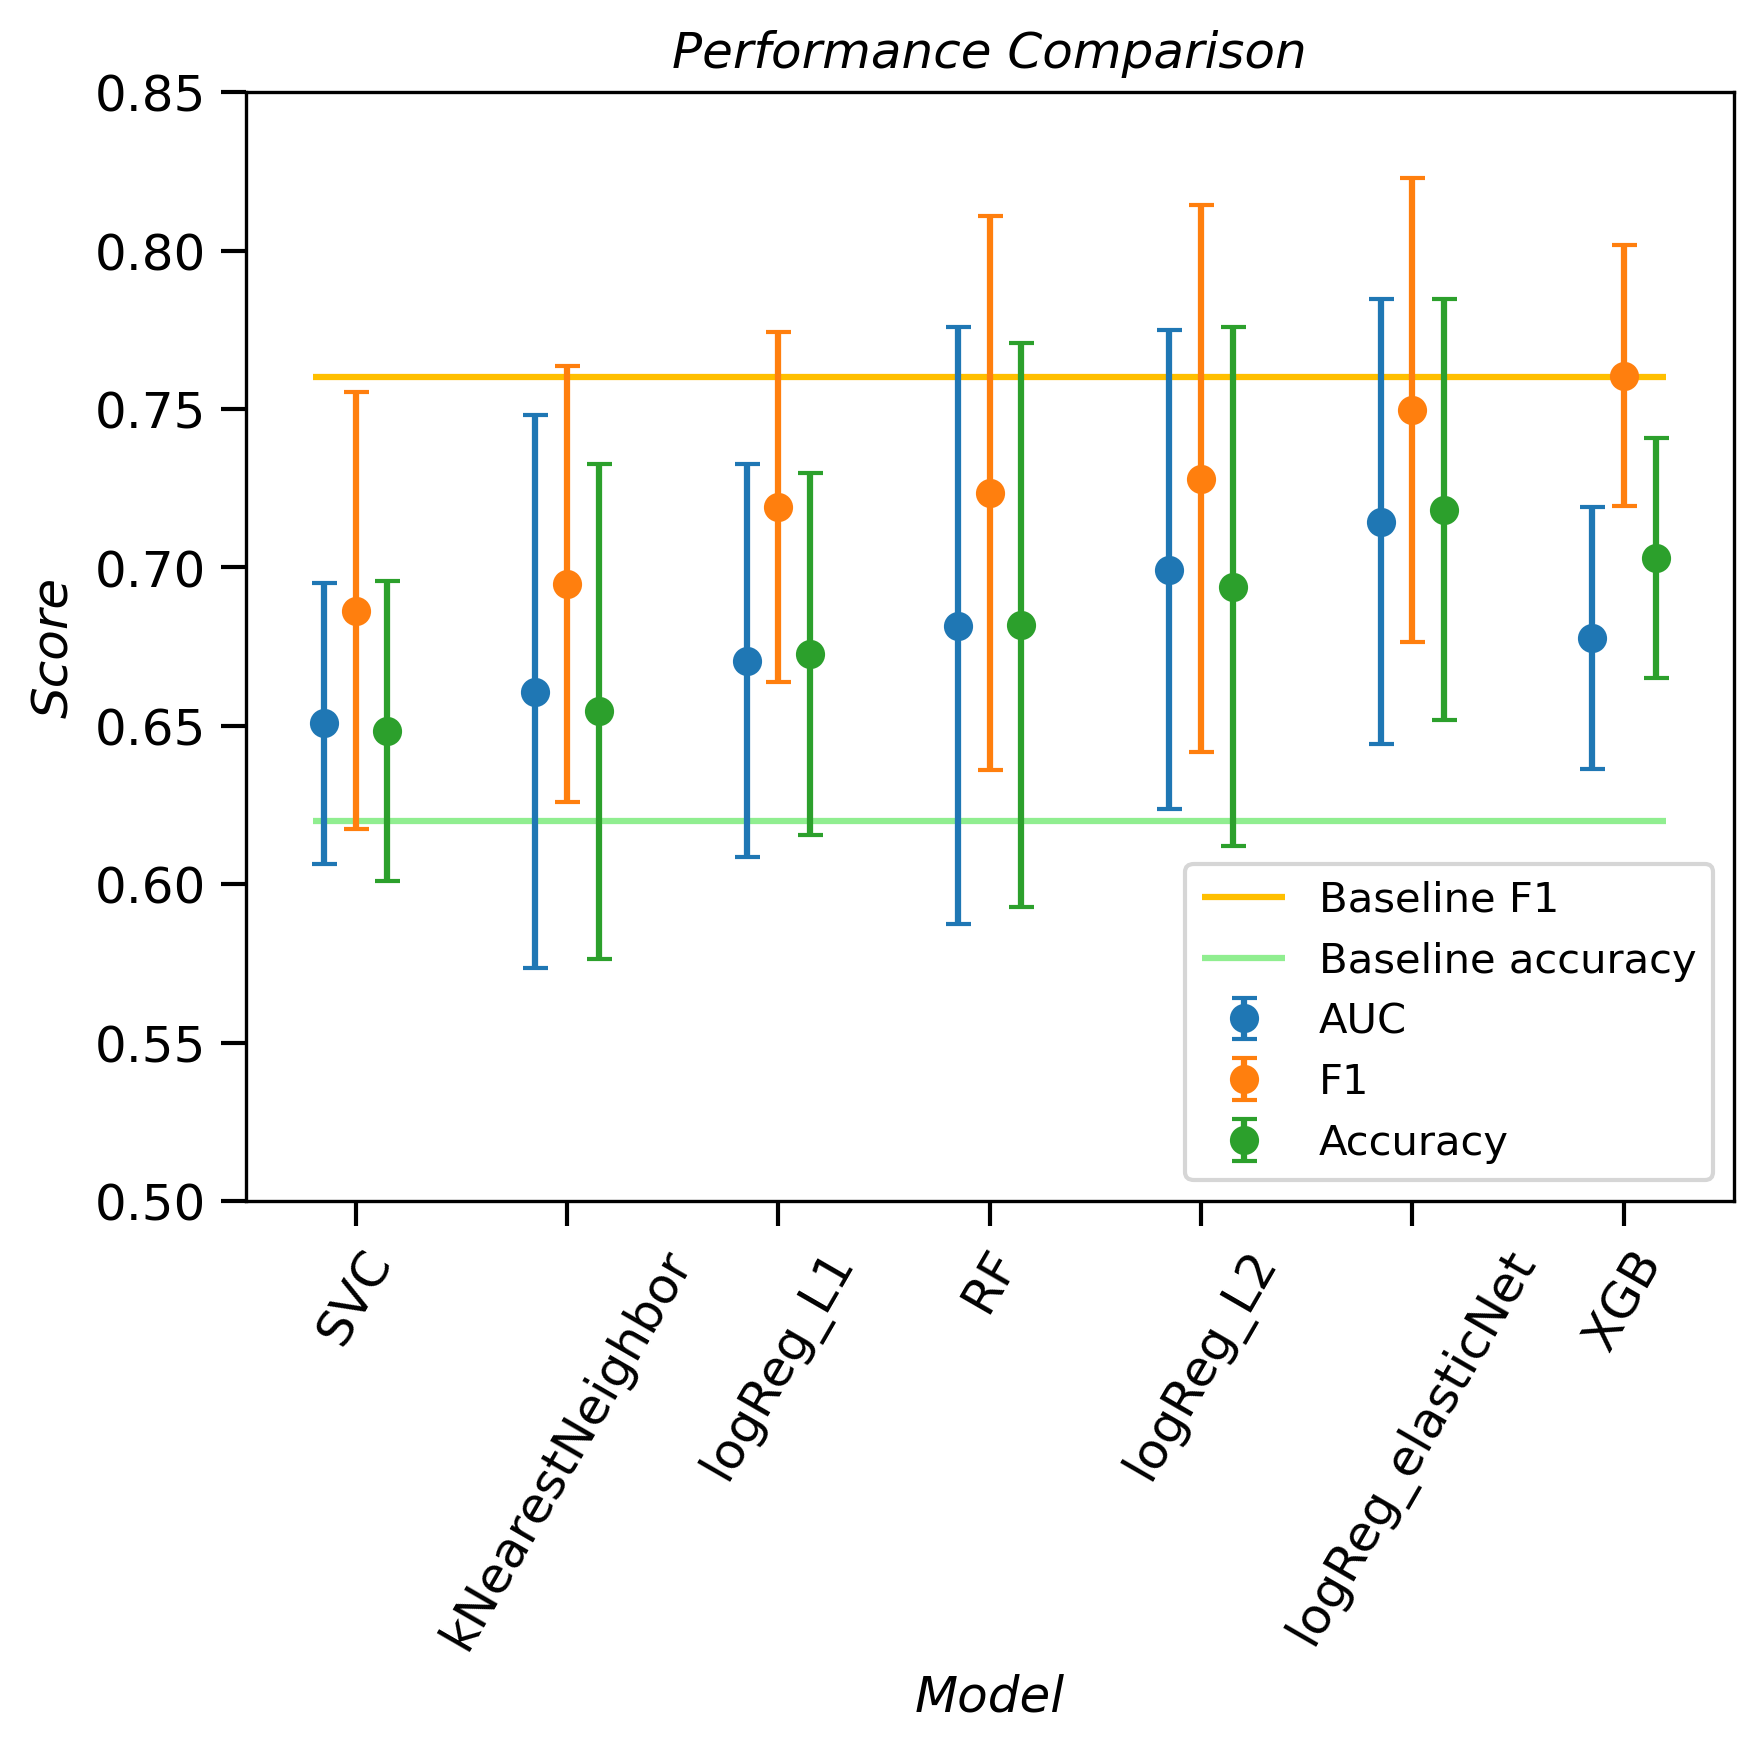 Performance Comparison
0.85
0.80
0.75
0.70
0.65
0.60
0.55
0.50
Score
Baseline F1
Baseline accuracy
AUC
F1
Accuracy
SVC
kNearestNeighbor
logReg_L1
RF
logReg_L2
logReg_elasticNet
XGB
Model